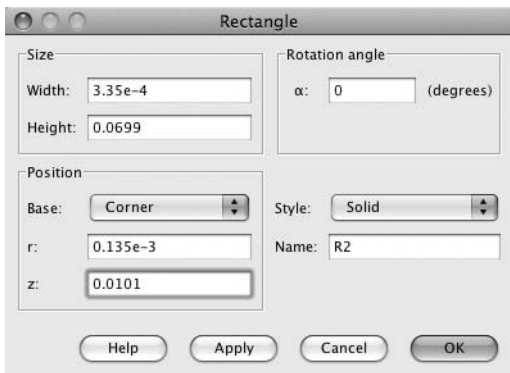 Rectangle
Size
Width: 3.35e-4
Height: 0.0699
Rotation angle
α: 0 (degrees)
Position
Base: Corner
r: 0.135e-3
z: 0.0101
Style: Solid
Name: R2
Help Apply Cancel OK